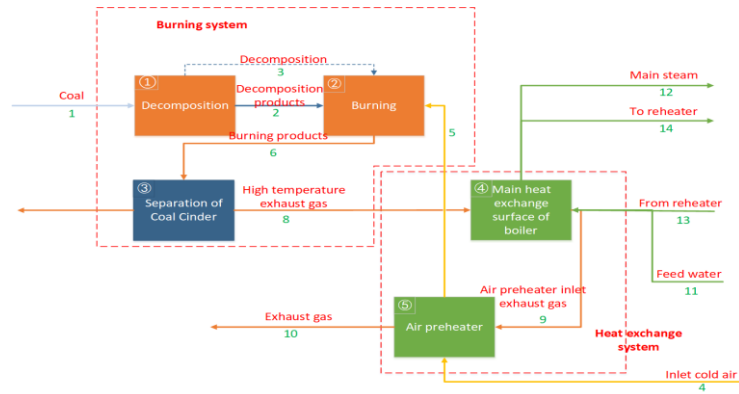 Burning system
Decomposition
3
①
②
Coal
1
Decomposition
Decomposition
products
2
Burning
5
Main steam
12
To reheater
14
Burning products
6
③
Separation of
Coal Cinder
High temperature
exhaust gas
8
④
Main heat
exchange
surface of
boiler
From reheater
13
Feed water
11
Air preheater inlet
exhaust gas
9
⑤
Air preheater
Exhaust gas
10
Heat exchange
system
Inlet cold air
4